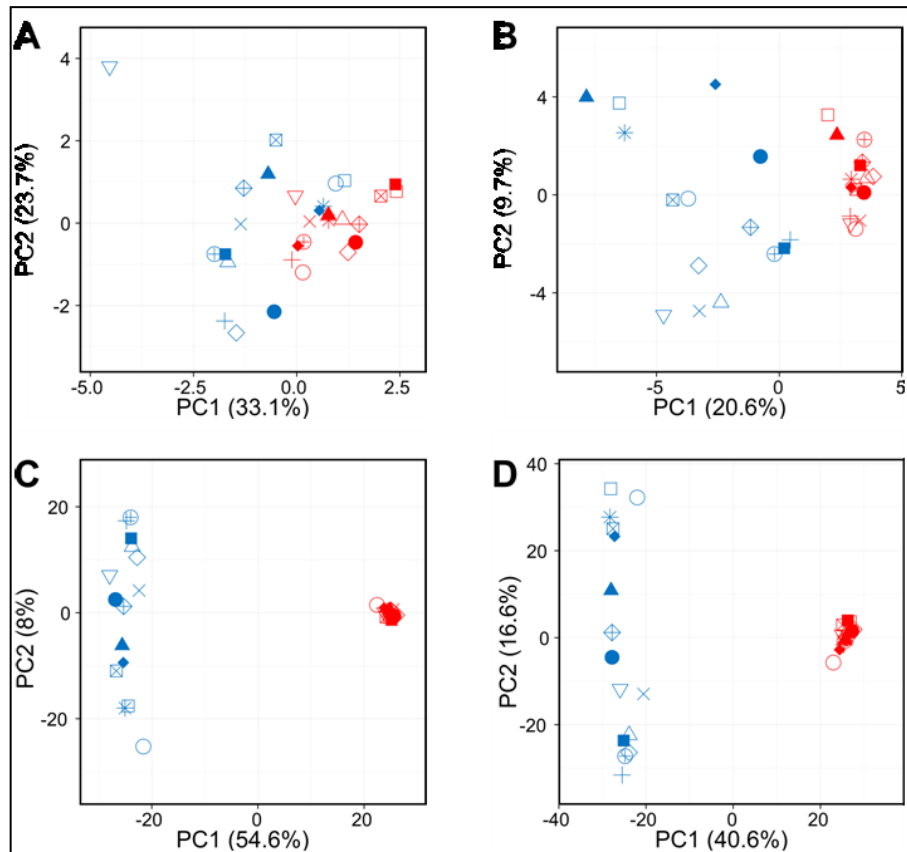 A
4
2
0
-2
PC2 (23.7%)
-5.0
-2.5
0.0
2.5
PC1 (33.1%)
B
4
0
-4
PC2 (9.7%)
-5
0
5
PC1 (20.6%)
C
20
0
-20
PC2 (8%)
-20
0
20
PC1 (54.6%)
D
40
20
0
-20
PC2 (16.6%)
-40
-20
0
20
PC1 (40.6%)